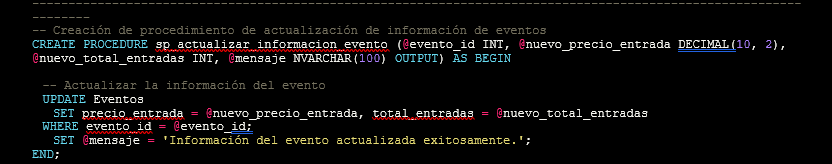 --------------------------------------------------------------------------------------------------------------
--------
-- Creación de procedimiento de actualización de información de eventos
CREATE PROCEDURE sp_actualizar_informacion_evento (@evento_id INT, @nuevo_precio_entrada DECIMAL(10, 2),
@nuevo_total_entradas INT, @mensaje NVARCHAR(100) OUTPUT) AS BEGIN
-- Actualizar la información del evento
UPDATE Eventos
SET precio_entrada = @nuevo_precio_entrada, total_entradas = @nuevo_total_entradas
WHERE evento_id = @evento_id;
SET @mensaje = 'Información del evento actualizada exitosamente.';
END;